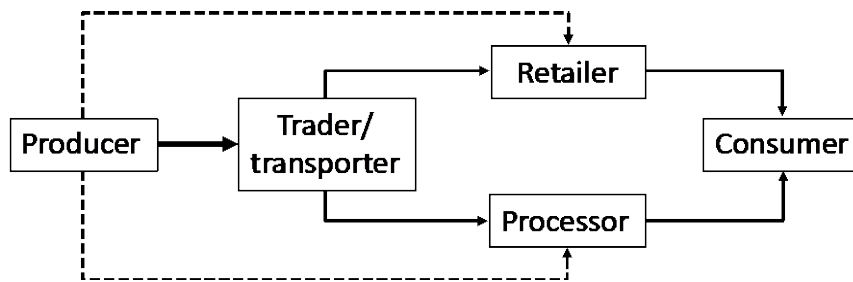 Retailer
Producer
Trader/
transporter
Consumer
Processor